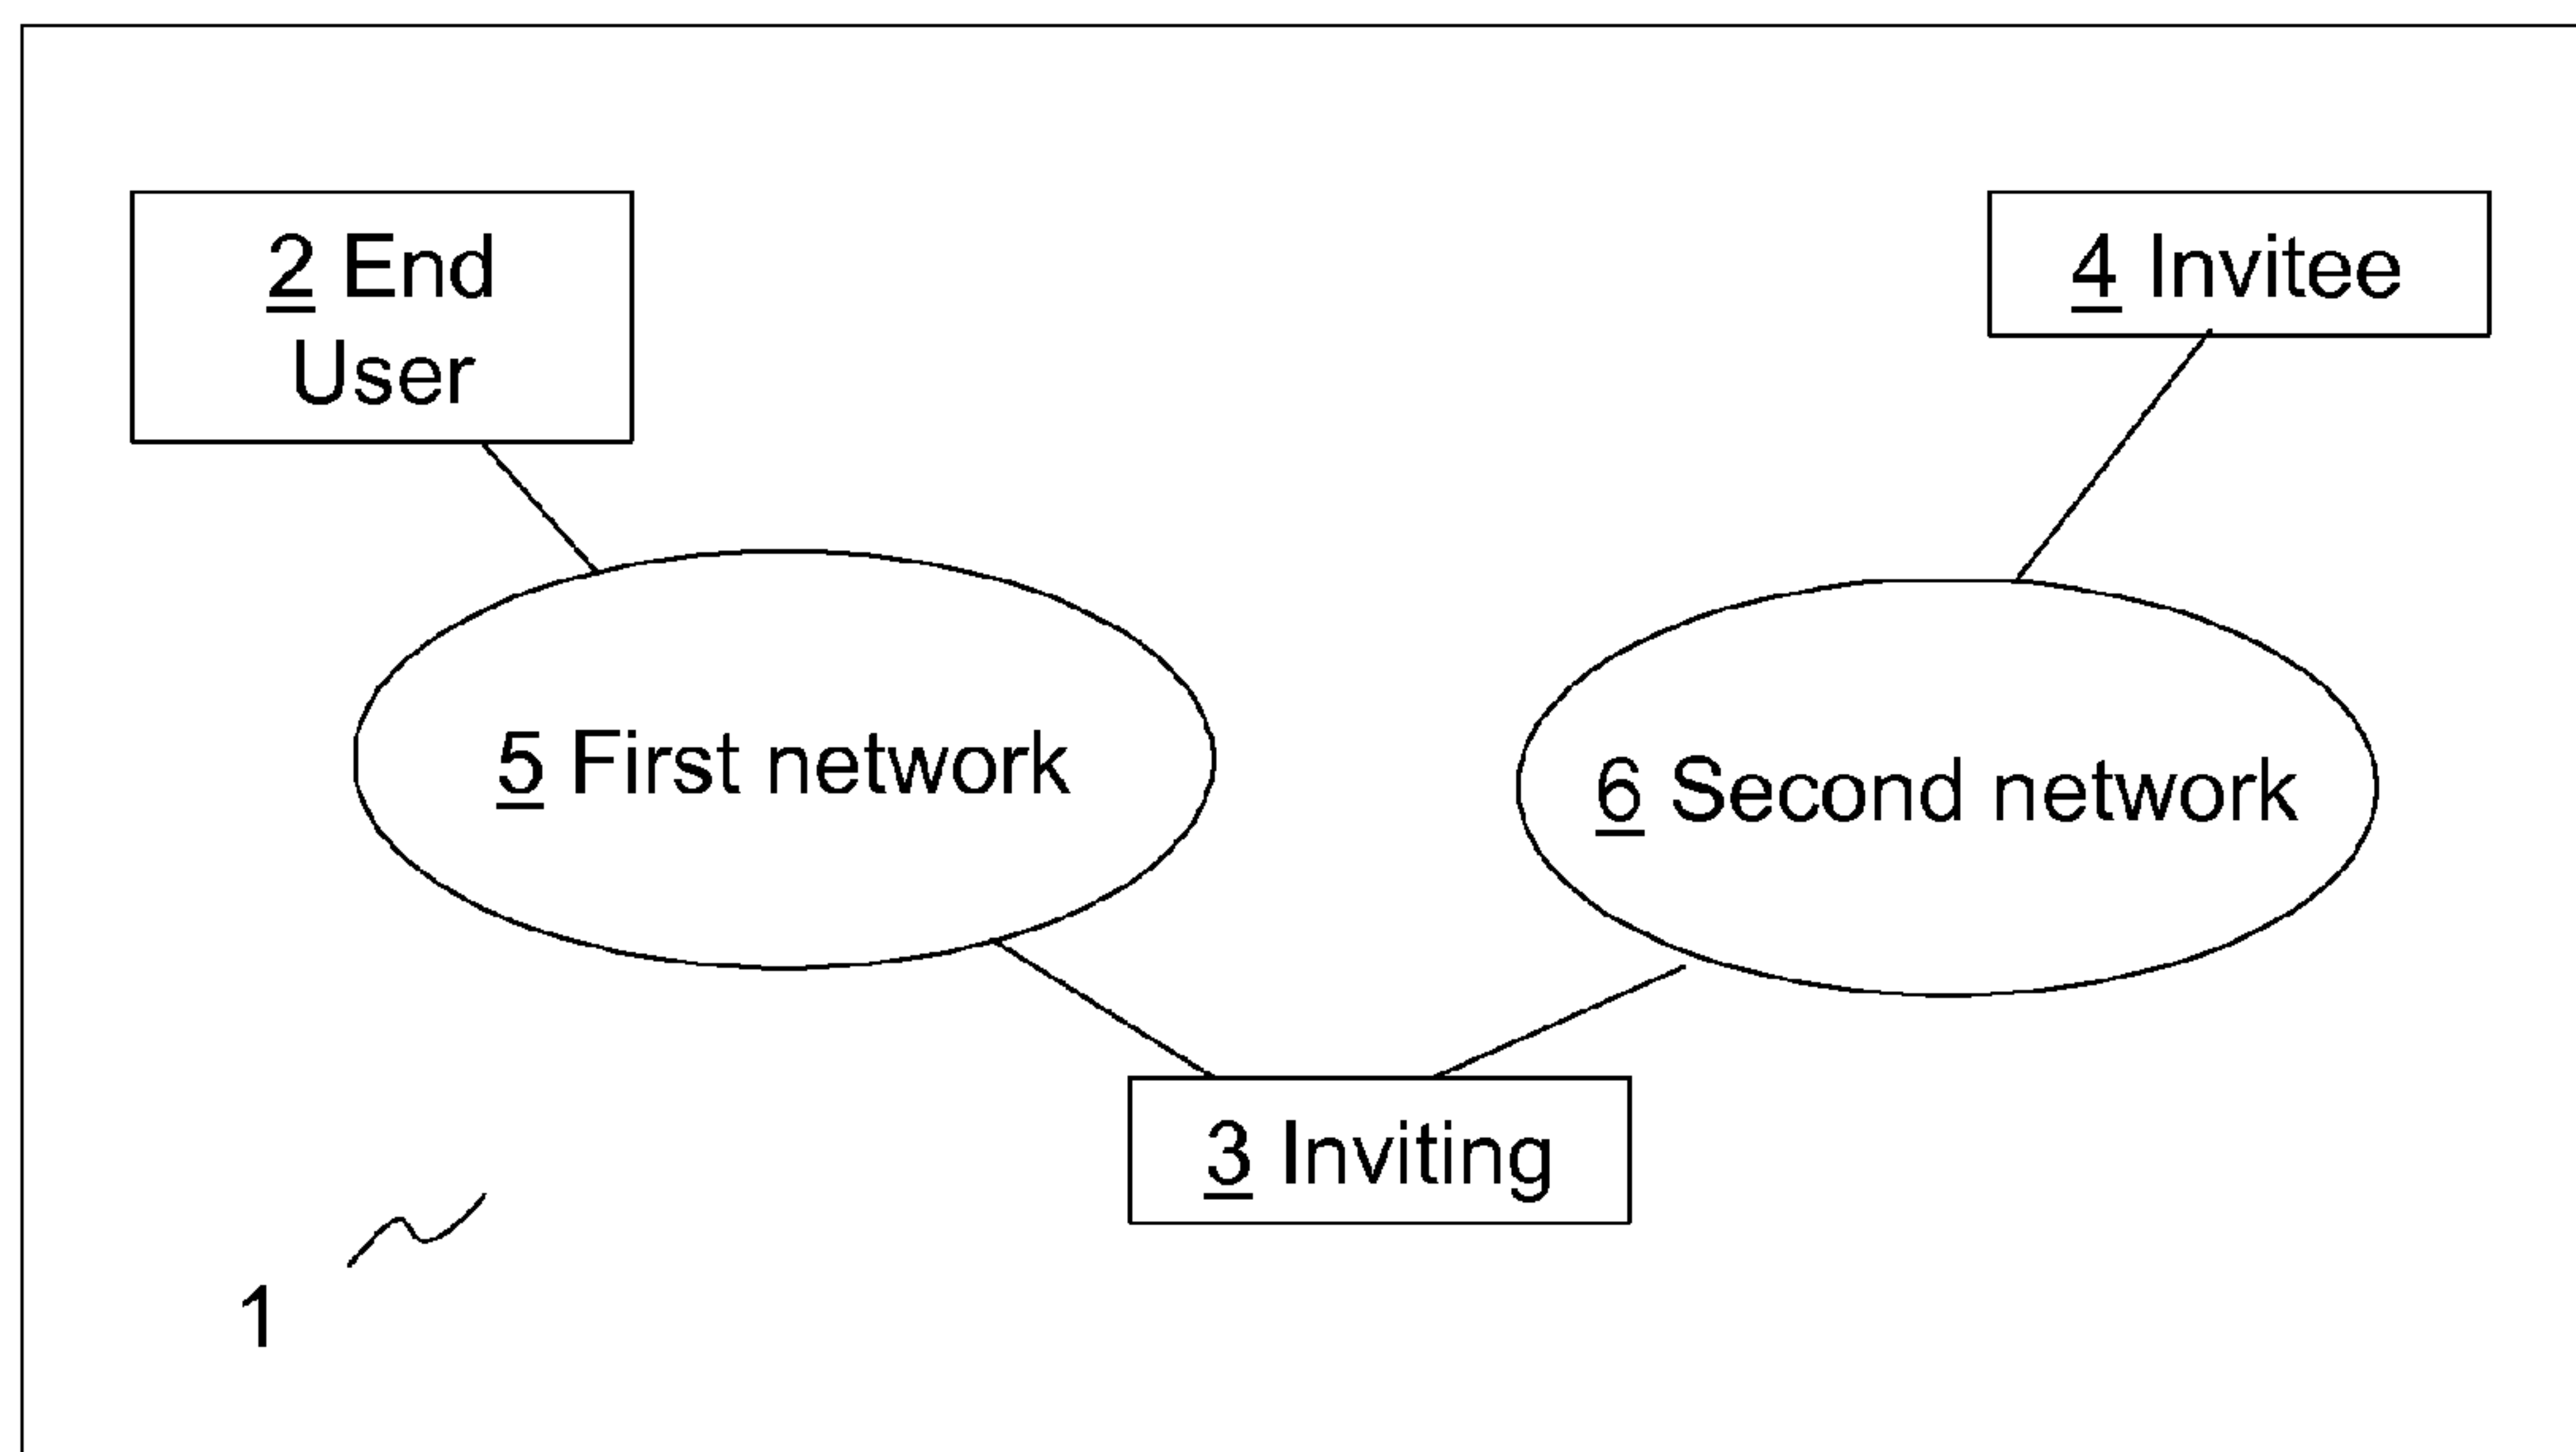 2 End
User
4 Invitee
5 First network
6 Second network
3 Inviting
1